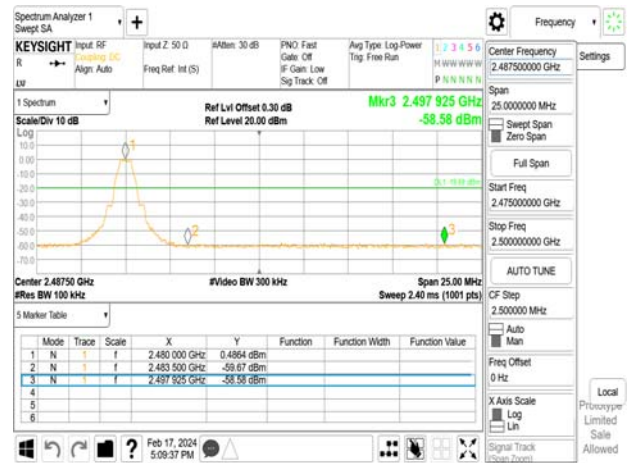 Spectrum Analyzer 1
Swept SA
+
Frequency
KEYSIGHT Input: RF
Input Z: 50 Ω
#Atten: 30 dB
PNO: Fast
Avg Type: Log-Power
1 2 3 4 5 6
R
Coupling: DC
Gate: Off
Trig: Free Run
M W W W W W
Align: Auto
Freq Ref: Int (S)
IF Gain: Low
Sig Track: Off
P N N N N N
LXI
1 Spectrum
Scale/Div 10 dB
Log
Ref Lvl Offset 0.30 dB
Ref Level 20.00 dBm
Mkr3 2.497 925 GHz
-58.58 dBm
10.0
0.00
-10.0
-20.0
-30.0
-40.0
-50.0
-60.0
-70.0
1
2
3
Center 2.48750 GHz
#Video BW 300 kHz
Span 25.00 MHz
#Res BW 100 kHz
Sweep 2.40 ms (1001 pts)
5 Marker Table
Mode Trace Scale X Y Function Function Width Function Value
1 N 1 f 2.480 000 GHz 0.4864 dBm
2 N 1 f 2.483 500 GHz -59.67 dBm
3 N 1 f 2.497 925 GHz -58.58 dBm
4
5
6
Feb 17, 2024
5:09:37 PM
Center Frequency
2.487500000 GHz
Settings
Span
25.0000000 MHz
Swept Span
Zero Span
Full Span
Start Freq
2.475000000 GHz
Stop Freq
2.500000000 GHz
AUTO TUNE
CF Step
2.500000 MHz
Auto
Man
Freq Offset
0 Hz
X Axis Scale
Log
Lin
Signal Track
(Span Zoom)
Local
Prototype
Limited
Sale
Allowed